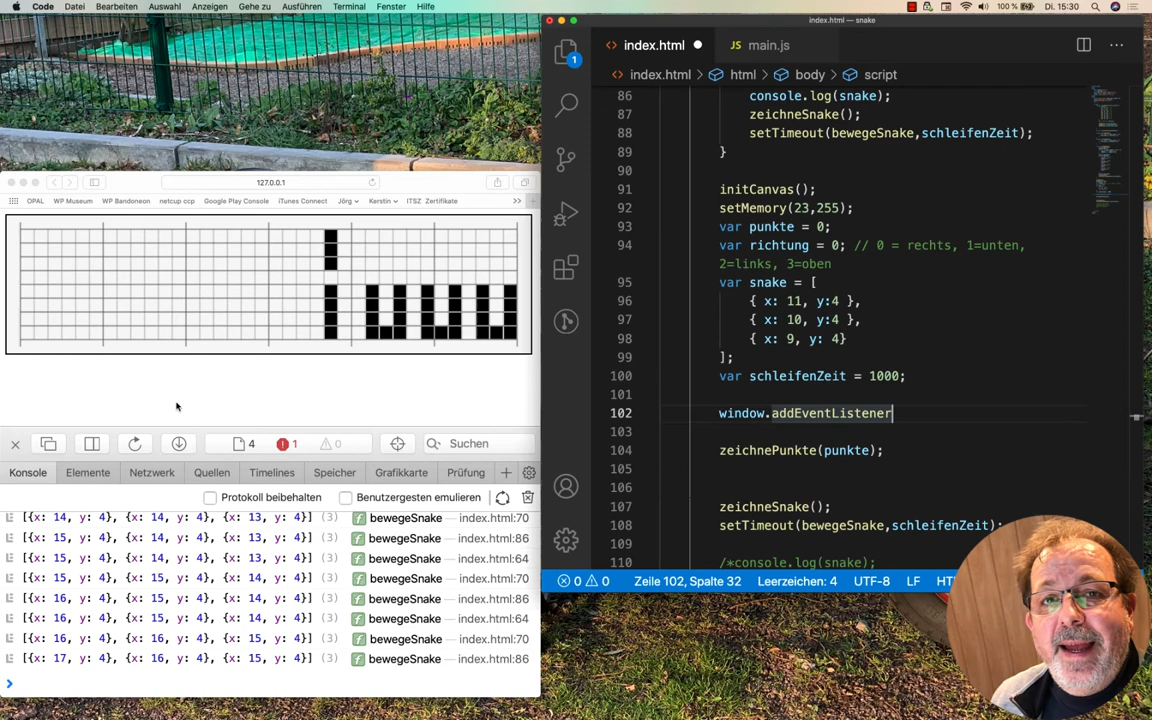 Code Datei Bearbeiten Auswahl Anzeigen Gehe zu Ausführen Terminal Fenster Hilfe 100 % Di. 15:30
index.html — snake
index.html main.js
JS
index.html > html > body > script
1
86 console.log(snake);
87 zeichneSnake();
88 setTimeout(bewegeSnake,schleifenZeit);
89 }
90
91 initCanvas();
92 setMemory(23,255);
93 var punkte = 0;
94 var richtung = 0; // 0 = rechts, 1=unten,
2=links, 3=oben
95 var snake = [
96 { x: 11, y:4 },
97 { x: 10, y:4 },
98 { x: 9, y: 4}
99 ];
100 var schleifenZeit = 1000;
101
102 window.addEventListener
103
104 zeichnePunkte(punkte);
105
106
107 zeichneSnake();
108 setTimeout(bewegeSnake,schleifenZeit);
109
110 /*console.log(snake);
0 0 Zeile 102, Spalte 32 Leerzeichen: 4 UTF-8 LF
127.0.0.1
OPAL WP Museum WP Bandoneon netcup ccp Google Play Console iTunes Connect Jörg Kerstin ITSZ Zertifikate >>
4 1 0 Suchen
Konsole Elemente Netzwerk Quellen Timelines Speicher Grafikkarte Prüfung +
Protokoll beibehalten Benutzergesten emulieren
[{x: 14, y: 4}, {x: 14, y: 4}, {x: 13, y: 4}] (3) f bewegeSnake — index.html:70
[{x: 15, y: 4}, {x: 14, y: 4}, {x: 13, y: 4}] (3) f bewegeSnake — index.html:86
[{x: 15, y: 4}, {x: 14, y: 4}, {x: 13, y: 4}] (3) f bewegeSnake — index.html:64
[{x: 15, y: 4}, {x: 15, y: 4}, {x: 14, y: 4}] (3) f bewegeSnake — index.html:70
[{x: 16, y: 4}, {x: 15, y: 4}, {x: 14, y: 4}] (3) f bewegeSnake — index.html:86
[{x: 16, y: 4}, {x: 15, y: 4}, {x: 14, y: 4}] (3) f bewegeSnake — index.html:64
[{x: 16, y: 4}, {x: 16, y: 4}, {x: 15, y: 4}] (3) f bewegeSnake — index.html:70
[{x: 17, y: 4}, {x: 16, y: 4}, {x: 15, y: 4}] (3) f bewegeSnake — index.html:86